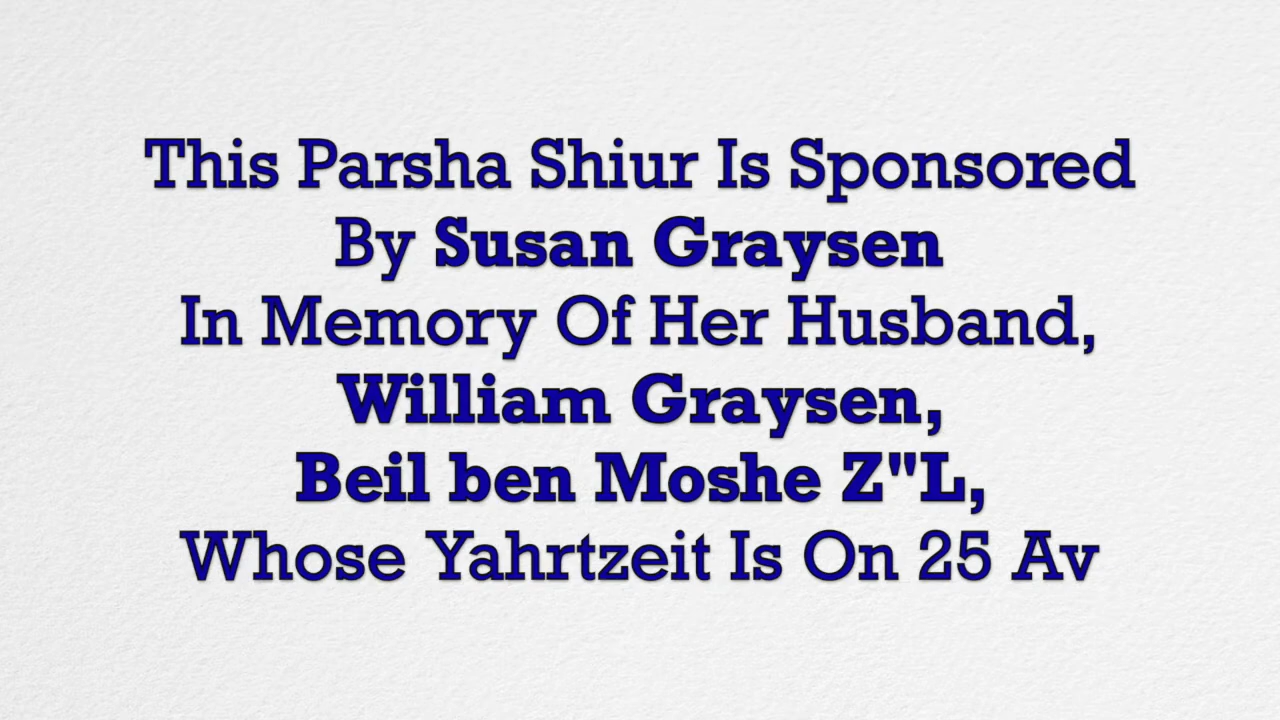 This Parsha Shiur Is Sponsored
By Susan Graysen
In Memory Of Her Husband,
William Graysen,
Beil ben Moshe Z"L,
Whose Yahrtzeit Is On 25 Av